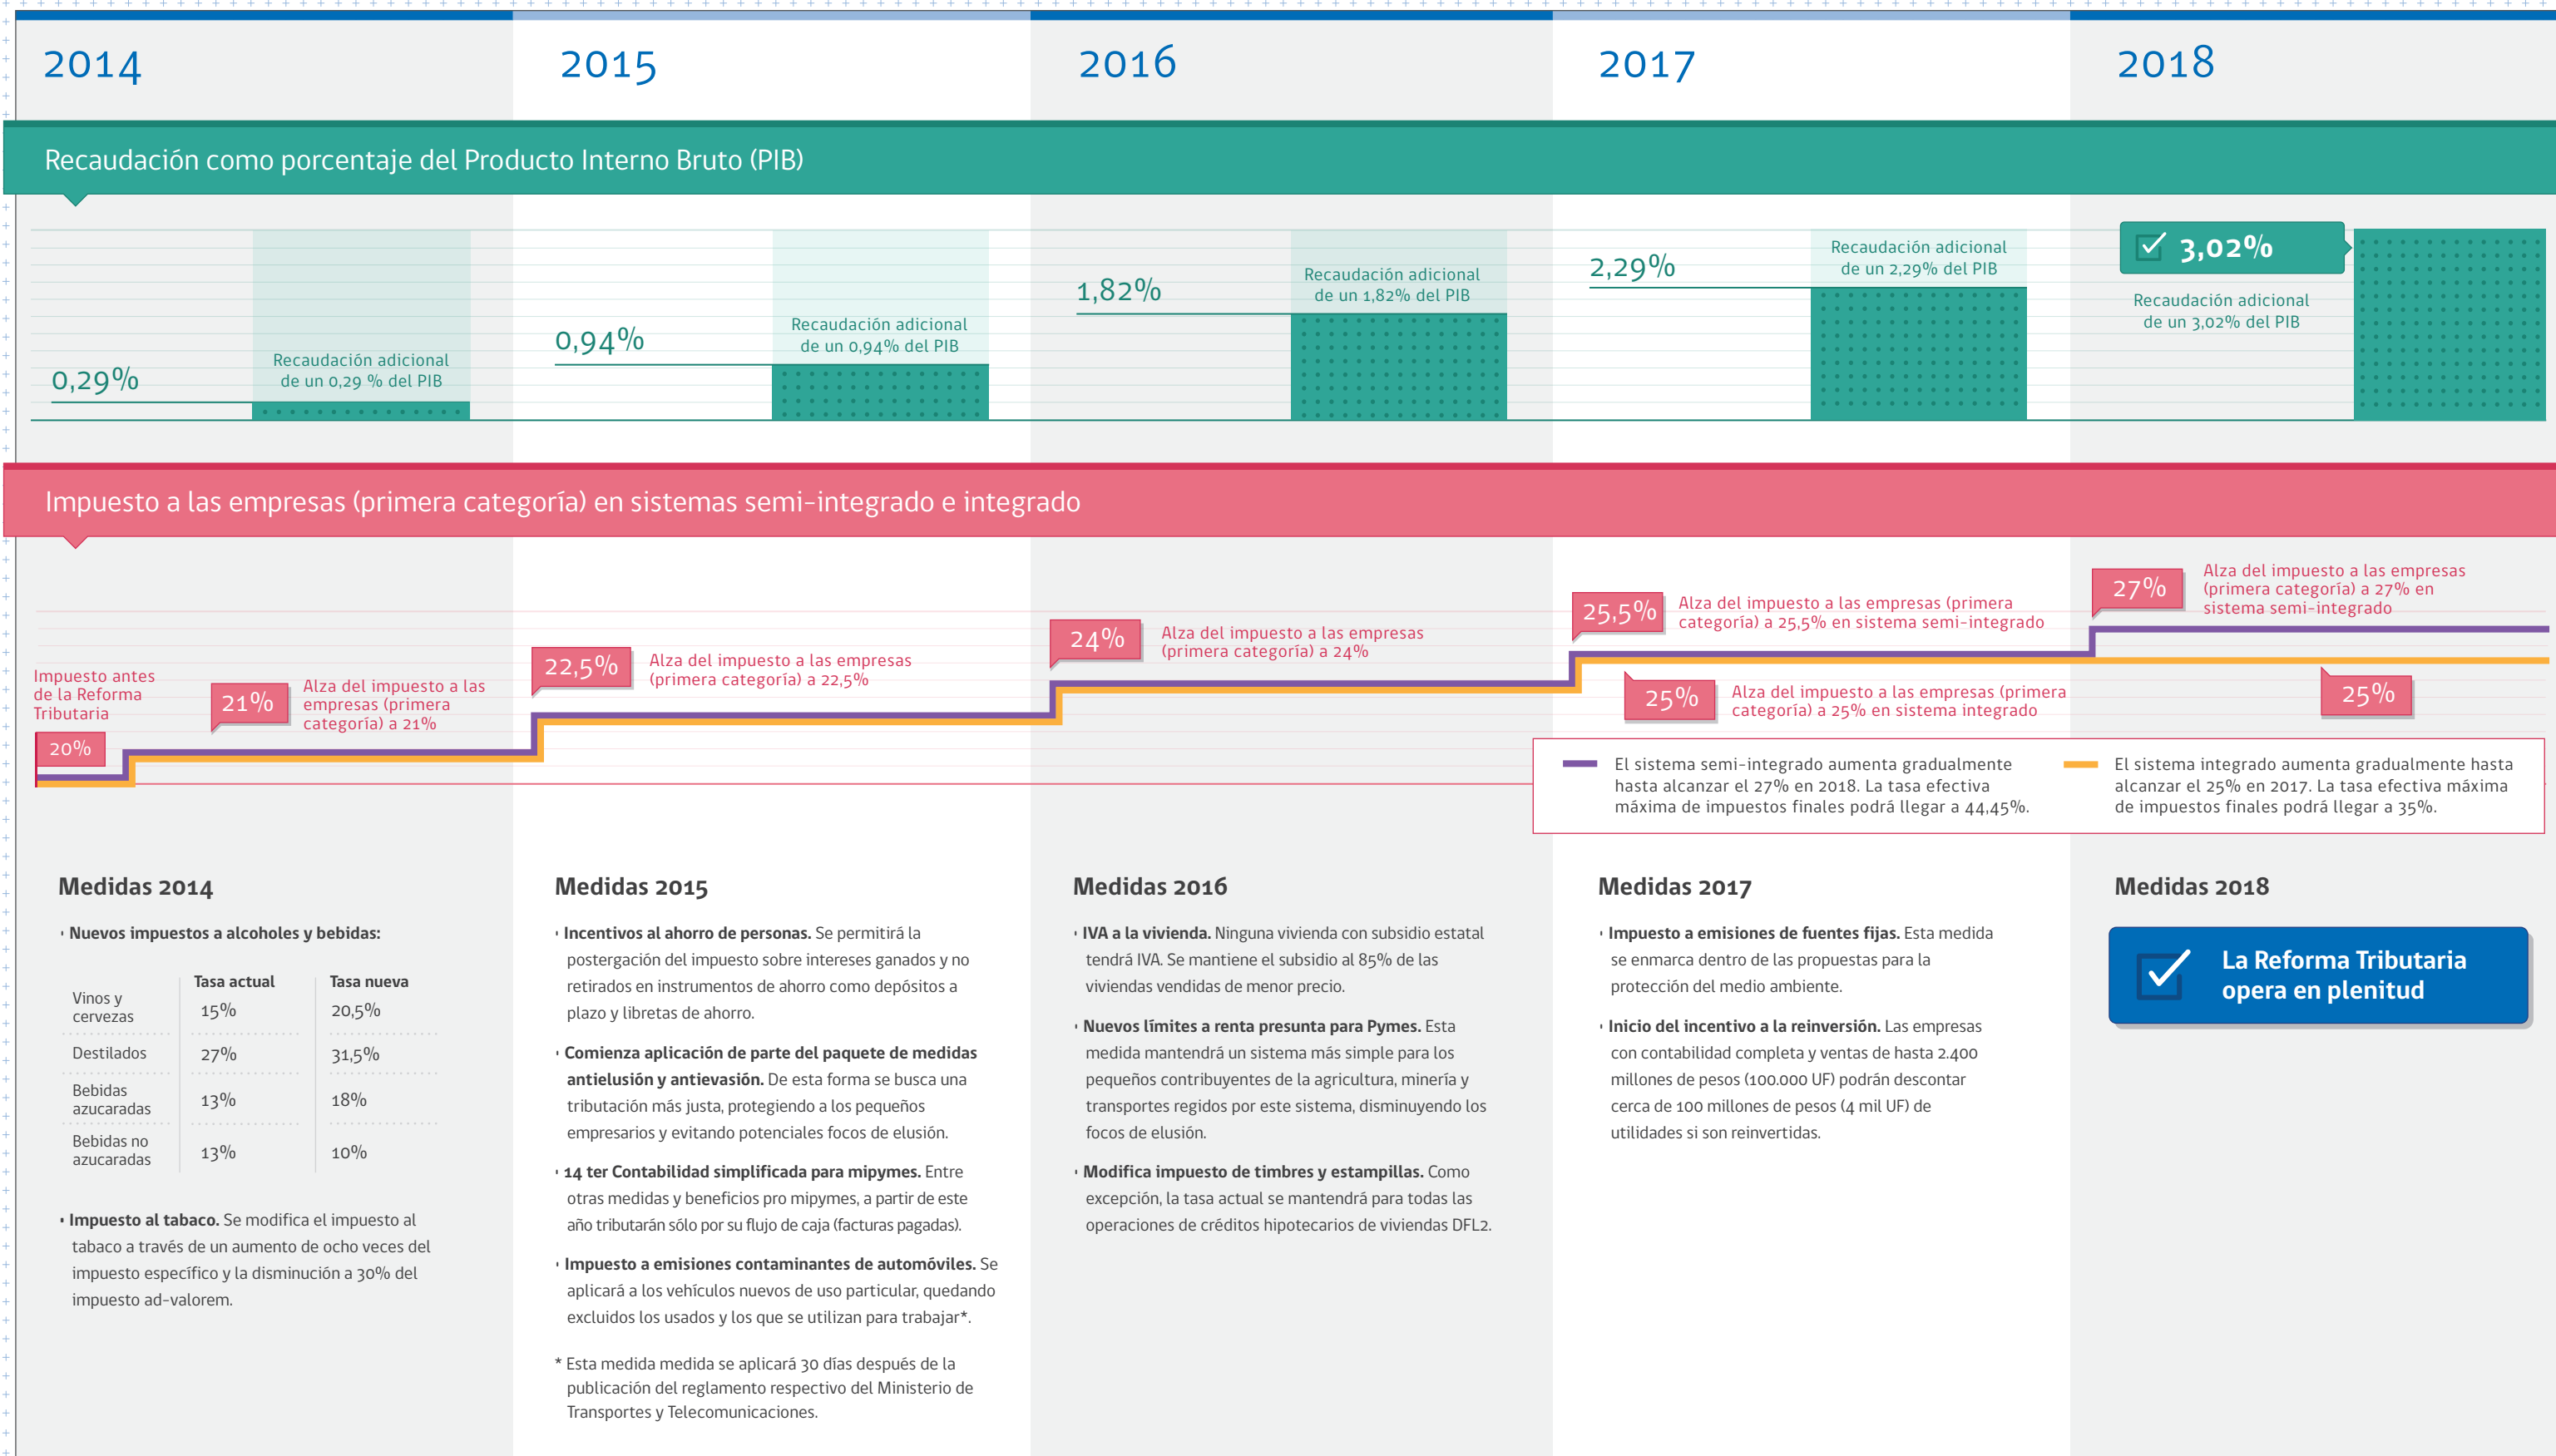 2014
2015
2016
2017
2018
Recaudación como porcentaje del Producto Interno Bruto (PIB)
0,29%
Recaudación adicional
de un 0,29 % del PIB
0,94%
Recaudación adicional
de un 0,94% del PIB
1,82%
Recaudación adicional
de un 1,82% del PIB
2,29%
Recaudación adicional
de un 2,29% del PIB
3,02%
Recaudación adicional
de un 3,02% del PIB
Impuesto a las empresas (primera categoría) en sistemas semi-integrado e integrado
Impuesto antes
de la Reforma
Tributaria
20%
21%
Alza del impuesto a las
empresas (primera
categoría) a 21%
22,5%
Alza del impuesto a las empresas
(primera categoría) a 22,5%
24%
Alza del impuesto a las empresas
(primera categoría) a 24%
25,5%
Alza del impuesto a las empresas (primera
categoría) a 25,5% en sistema semi-integrado
25%
Alza del impuesto a las empresas (primera
categoría) a 25% en sistema integrado
27%
Alza del impuesto a las empresas
(primera categoría) a 27% en
sistema semi-integrado
25%
El sistema semi-integrado aumenta gradualmente
hasta alcanzar el 27% en 2018. La tasa efectiva
máxima de impuestos finales podrá llegar a 44,45%.
El sistema integrado aumenta gradualmente hasta
alcanzar el 25% en 2017. La tasa efectiva máxima
de impuestos finales podrá llegar a 35%.
Medidas 2014
• Nuevos impuestos a alcoholes y bebidas:
Tasa actual Tasa nueva
Vinos y
cervezas 15% 20,5%
Destilados 27% 31,5%
Bebidas
azucaradas 13% 18%
Bebidas no
azucaradas 13% 10%
• Impuesto al tabaco. Se modifica el impuesto al
tabaco a través de un aumento de ocho veces del
impuesto específico y la disminución a 30% del
impuesto ad-valorem.
Medidas 2015
• Incentivos al ahorro de personas. Se permitirá la
postergación del impuesto sobre intereses ganados y no
retirados en instrumentos de ahorro como depósitos a
plazo y libretas de ahorro.
• Comienza aplicación de parte del paquete de medidas
antielusión y antievasión. De esta forma se busca una
tributación más justa, protegiendo a los pequeños
empresarios y evitando potenciales focos de elusión.
• 14 ter Contabilidad simplificada para mipymes. Entre
otras medidas y beneficios pro mipymes, a partir de este
año tributarán sólo por su flujo de caja (facturas pagadas).
• Impuesto a emisiones contaminantes de automóviles. Se
aplicará a los vehículos nuevos de uso particular, quedando
excluidos los usados y los que se utilizan para trabajar*.
* Esta medida medida se aplicará 30 días después de la
publicación del reglamento respectivo del Ministerio de
Transportes y Telecomunicaciones.
Medidas 2016
• IVA a la vivienda. Ninguna vivienda con subsidio estatal
tendrá IVA. Se mantiene el subsidio al 85% de las
viviendas vendidas de menor precio.
• Nuevos límites a renta presunta para Pymes. Esta
medida mantendrá un sistema más simple para los
pequeños contribuyentes de la agricultura, minería y
transportes regidos por este sistema, disminuyendo los
focos de elusión.
• Modifica impuesto de timbres y estampillas. Como
excepción, la tasa actual se mantendrá para todas las
operaciones de créditos hipotecarios de viviendas DFL2.
Medidas 2017
• Impuesto a emisiones de fuentes fijas. Esta medida
se enmarca dentro de las propuestas para la
protección del medio ambiente.
• Inicio del incentivo a la reinversión. Las empresas
con contabilidad completa y ventas de hasta 2.400
millones de pesos (100.000 UF) podrán descontar
cerca de 100 millones de pesos (4 mil UF) de
utilidades si son reinvertidas.
Medidas 2018
La Reforma Tributaria
opera en plenitud